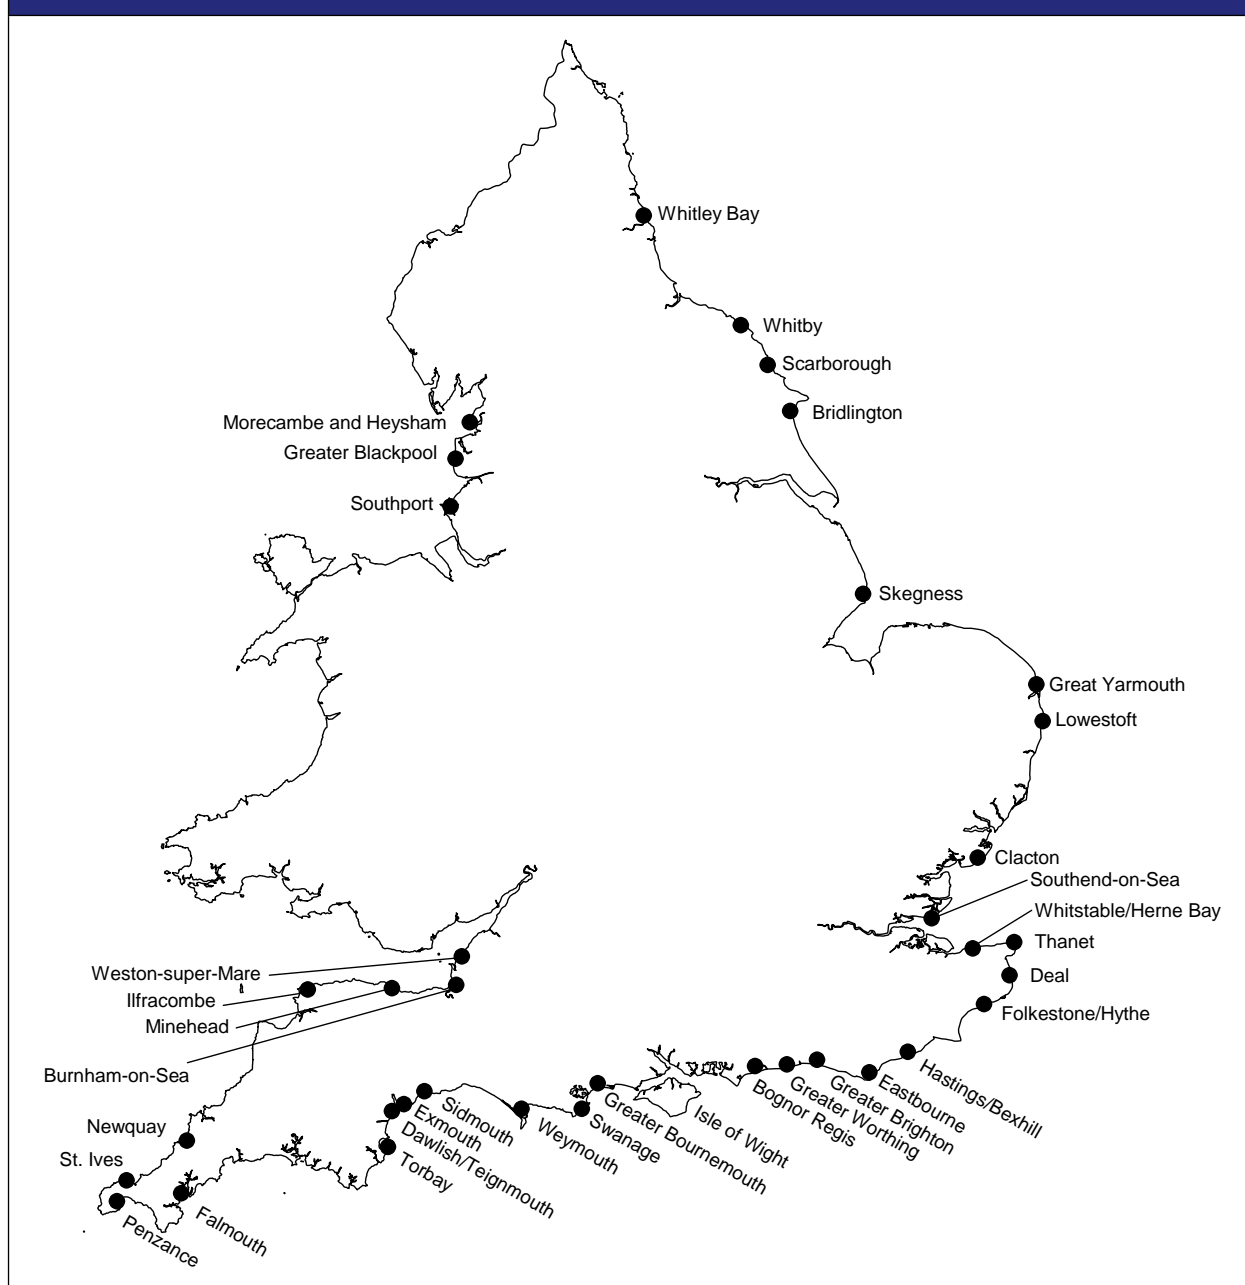 Whitley Bay
Whitby
Scarborough
Bridlington
Morecambe and Heysham
Greater Blackpool
Southport
Skegness
Great Yarmouth
Lowestoft
Clacton
Southend-on-Sea
Whitstable/Herne Bay
Thanet
Deal
Folkestone/Hythe
Weston-super-Mare
Ilfracombe
Minehead
Burnham-on-Sea
Newquay
St. Ives
Penzance
Falmouth
Torbay
Dawlish/Teignmouth
Exmouth
Sidmouth
Weymouth
Swanage
Greater Bournemouth
Isle of Wight
Bognor Regis
Greater Worthing
Greater Brighton
Eastbourne
Hastings/Bexhill